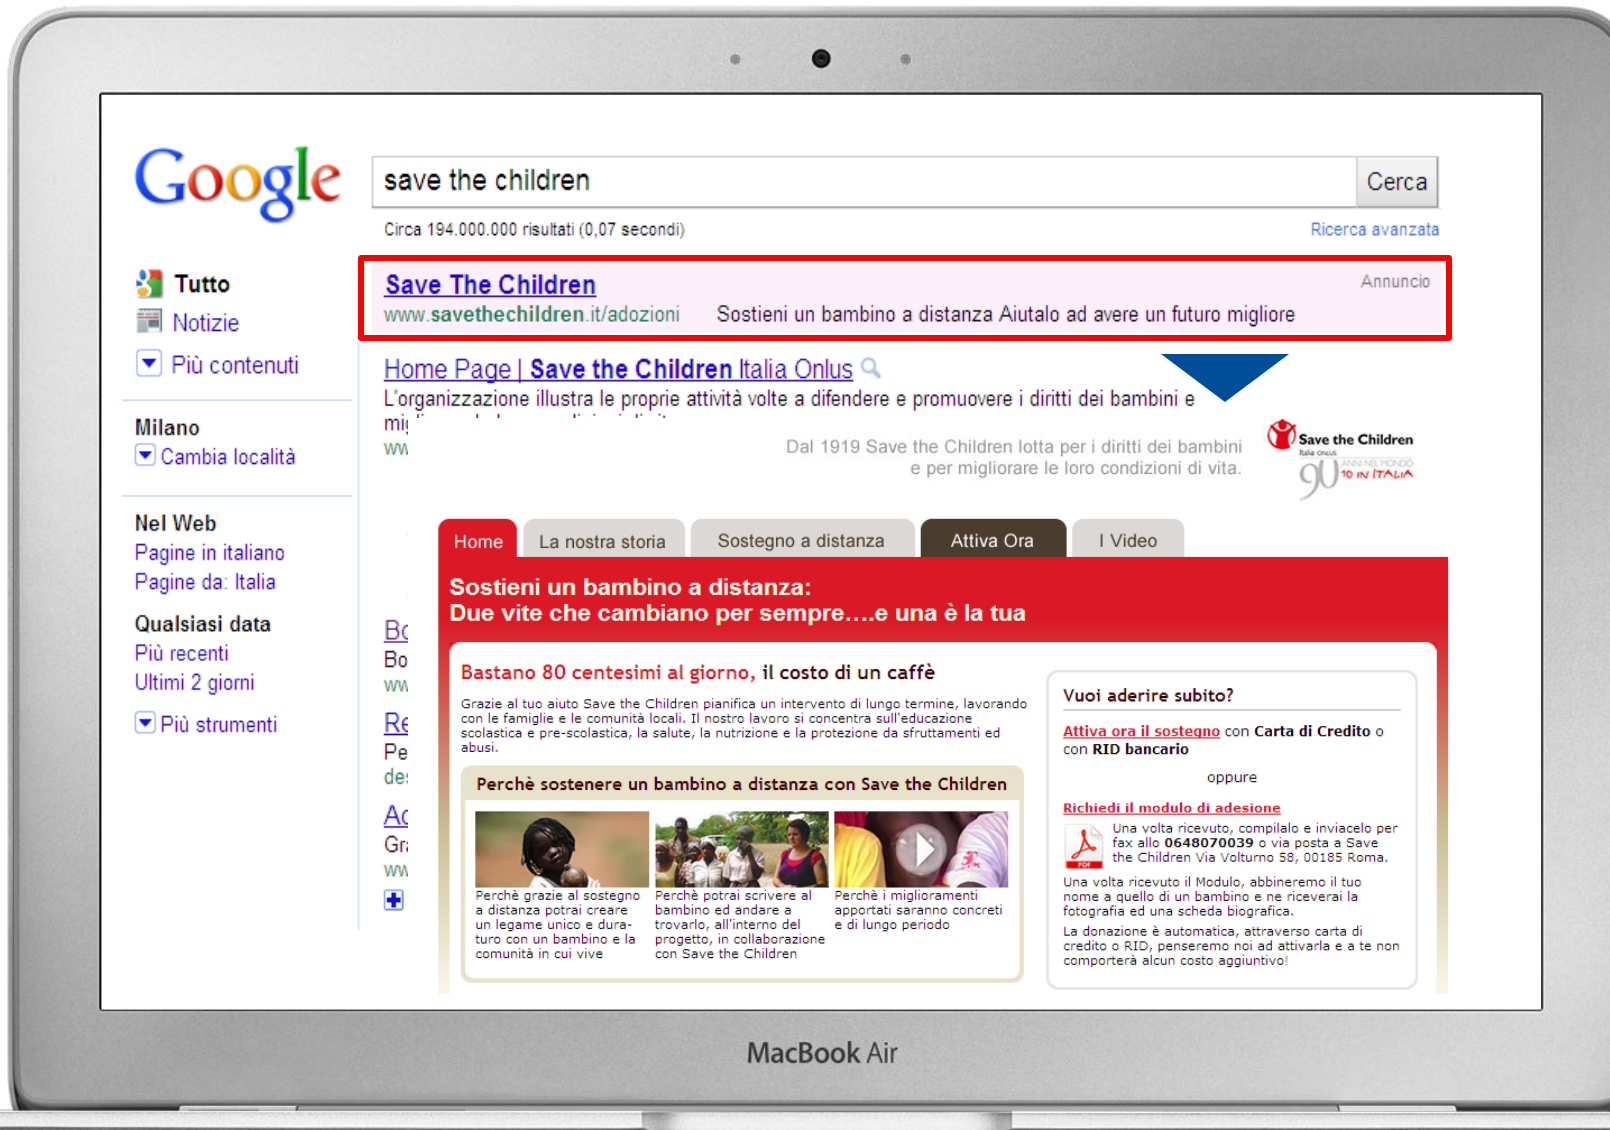 Google
save the children
Cerca
Circa 194.000.000 risultati (0,07 secondi)
Ricerca avanzata
Tutto
Notizie
Più contenuti
Milano
Cambia località
Nel Web
Pagine in italiano
Pagine da: Italia
Qualsiasi data
Più recenti
Ultimi 2 giorni
Più strumenti
Save The Children
Annuncio
www.savethechildren.it/adozioni Sostieni un bambino a distanza Aiutalo ad avere un futuro migliore
Home Page | Save the Children Italia Onlus
L'organizzazione illustra le proprie attività volte a difendere e promuovere i diritti dei bambini e
Dal 1919 Save the Children lotta per i diritti dei bambini
e per migliorare le loro condizioni di vita.
Save the Children
Italia ONLUS
90 ANNI NEL MONDO
10 IN ITALIA
Home La nostra storia Sostegno a distanza Attiva Ora I Video
Sostieni un bambino a distanza:
Due vite che cambiano per sempre....e una è la tua
Bastano 80 centesimi al giorno, il costo di un caffè
Grazie al tuo aiuto Save the Children pianifica un intervento di lungo termine, lavorando
con le famiglie e le comunità locali. Il nostro lavoro si concentra sull'educazione
scolastica e pre-scolastica, la salute, la nutrizione e la protezione da sfruttamenti ed
abusi.
Perchè sostenere un bambino a distanza con Save the Children
Perchè grazie al sostegno
a distanza potrai creare
un legame unico e dura-
turo con un bambino e la
comunità in cui vive
Perchè potrai scrivere al
bambino ed andare a
trovarlo, all'interno del
progetto, in collaborazione
con Save the Children
Perchè i miglioramenti
apportati saranno concreti
e di lungo periodo
Vuoi aderire subito?
Attiva ora il sostegno con Carta di Credito o
con RID bancario
oppure
Richiedi il modulo di adesione
PDF
Una volta ricevuto, compilalo e inviacelo per
fax allo 0648070039 o via posta a Save
the Children Via Volturno 58, 00185 Roma.
Una volta ricevuto il Modulo, abbineremo il tuo
nome a quello di un bambino e ne riceverai la
fotografia ed una scheda biografica.
La donazione è automatica, attraverso carta di
credito o RID, penseremo noi ad attivarla e a te non
comporterà alcun costo aggiuntivo!
MacBook Air